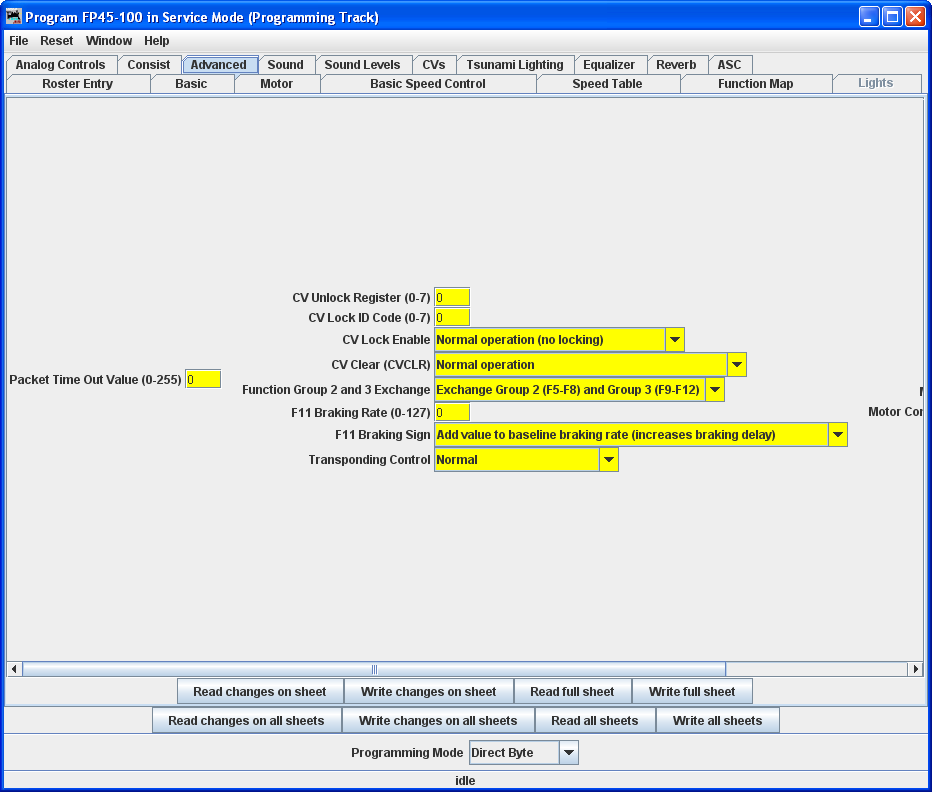 Program FP45-100 in Service Mode (Programming Track)
File Reset Window Help
Analog Controls Consist Advanced Sound Sound Levels CVs Tsunami Lighting Equalizer Reverb ASC
Roster Entry Basic Motor Basic Speed Control Speed Table Function Map Lights
CV Unlock Register (0-7) 0
CV Lock ID Code (0-7) 0
CV Lock Enable Normal operation (no locking)
CV Clear (CVCLR) Normal operation
Packet Time Out Value (0-255) 0
Function Group 2 and 3 Exchange Exchange Group 2 (F5-F8) and Group 3 (F9-F12)
F11 Braking Rate (0-127) 0
Motor Cor
F11 Braking Sign Add value to baseline braking rate (increases braking delay)
Transponding Control Normal
Read changes on sheet Write changes on sheet Read full sheet Write full sheet
Read changes on all sheets Write changes on all sheets Read all sheets Write all sheets
Programming Mode Direct Byte
idle